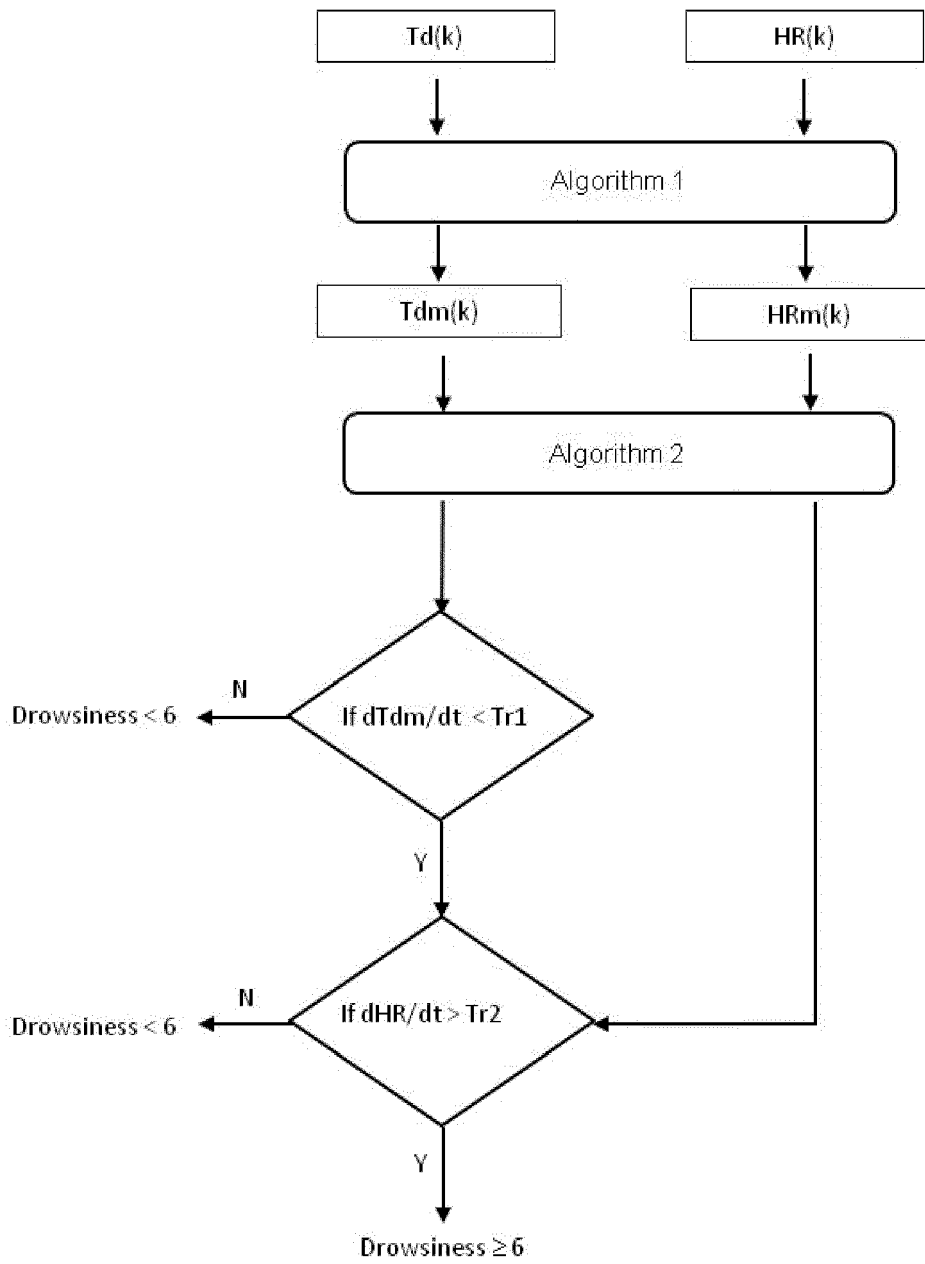 Td(k)
HR(k)
Algorithm 1
Tdm(k)
HRm(k)
Algorithm 2
If dTdm/dt < Tr1
N
Drowsiness < 6
Y
If dHR/dt > Tr2
N
Drowsiness < 6
Y
Drowsiness ≥ 6